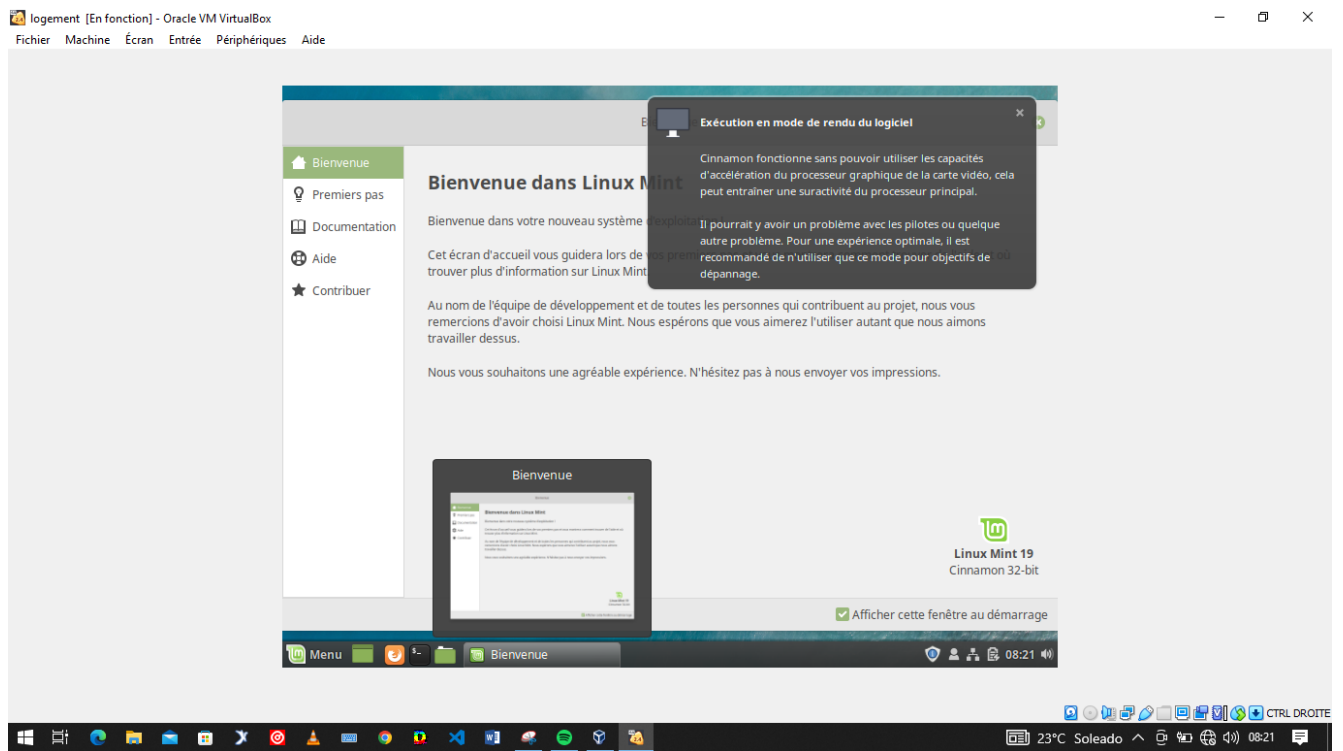 logement [En fonction] - Oracle VM VirtualBox
Fichier Machine Écran Entrée Périphériques Aide
Exécution en mode de rendu du logiciel
Cinnamon fonctionne sans pouvoir utiliser les capacités
d'accélération du processeur graphique de la carte vidéo, cela
peut entraîner une suractivité du processeur principal.
Il pourrait y avoir un problème avec les pilotes ou quelque
autre problème. Pour une expérience optimale, il est
recommandé de n'utiliser que ce mode pour objectifs de
dépannage.
Bienvenue
Premiers pas
Documentation
Aide
Contribuer
Bienvenue dans Linux Mint
Bienvenue dans votre nouveau système d'exploitation
Cet écran d'accueil vous guidera lors de vos premiers où
trouver plus d'information sur Linux Mint
Au nom de l'équipe de développement et de toutes les personnes qui contribuent au projet, nous vous
remercions d'avoir choisi Linux Mint. Nous espérons que vous aimerez l'utiliser autant que nous aimons
travailler dessus.
Nous vous souhaitons une agréable expérience. N'hésitez pas à nous envoyer vos impressions.
Bienvenue
Bienvenue dans Linux Mint
Linux Mint 19
Cinnamon 32-bit
Afficher cette fenêtre au démarrage
Menu Bienvenue 08:21
CTRL DROITE
23°C Soleado 08:21